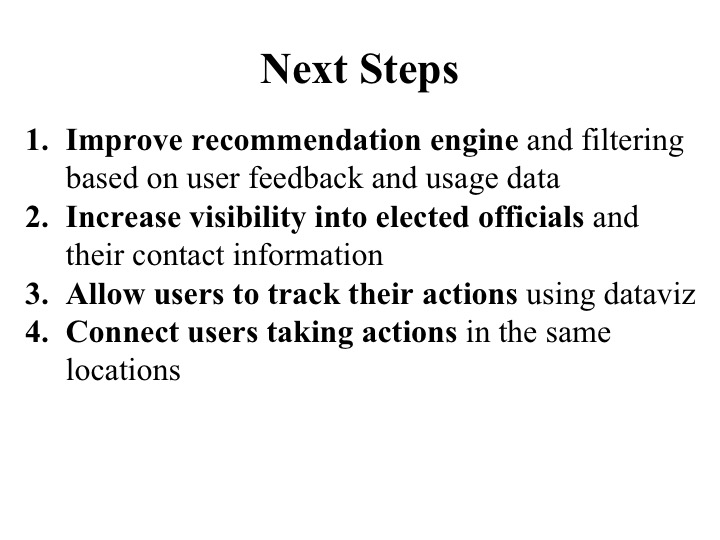 Next Steps
1. Improve recommendation engine and filtering
based on user feedback and usage data
2. Increase visibility into elected officials and
their contact information
3. Allow users to track their actions using dataviz
4. Connect users taking actions in the same
locations